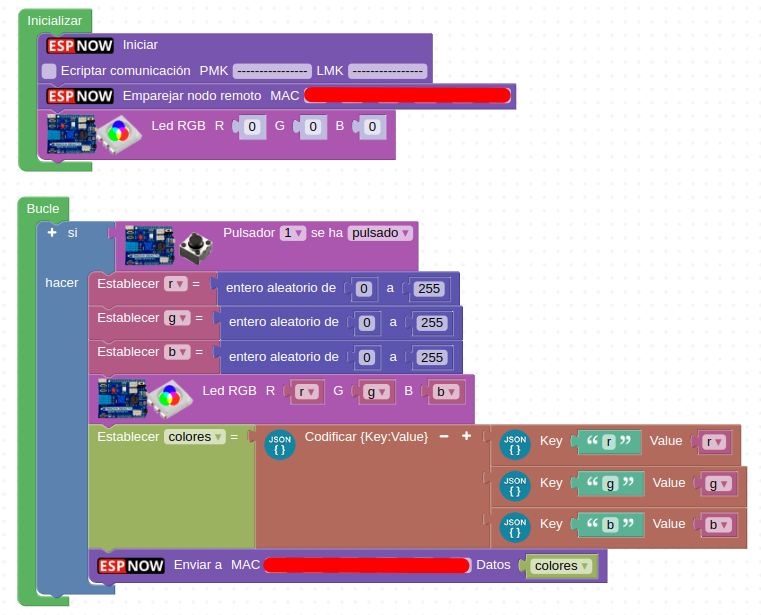 Inicializar
ESP NOW Iniciar
Ecriptar comunicación PMK ---------------- LMK ----------------
ESP NOW Emparejar nodo remoto MAC
Led RGB R 0 G 0 B 0
Bucle
+ si Pulsador 1 se ha pulsado
hacer Establecer r = entero aleatorio de 0 a 255
Establecer g = entero aleatorio de 0 a 255
Establecer b = entero aleatorio de 0 a 255
Led RGB R r G g B b
Establecer colores = JSON { } Codificar {Key:Value} − + JSON { } Key “ r ” Value r
JSON { } Key “ g ” Value g
JSON { } Key “ b ” Value b
ESP NOW Enviar a MAC Datos colores